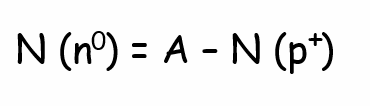 N (n⁰) = A – N (p⁺)